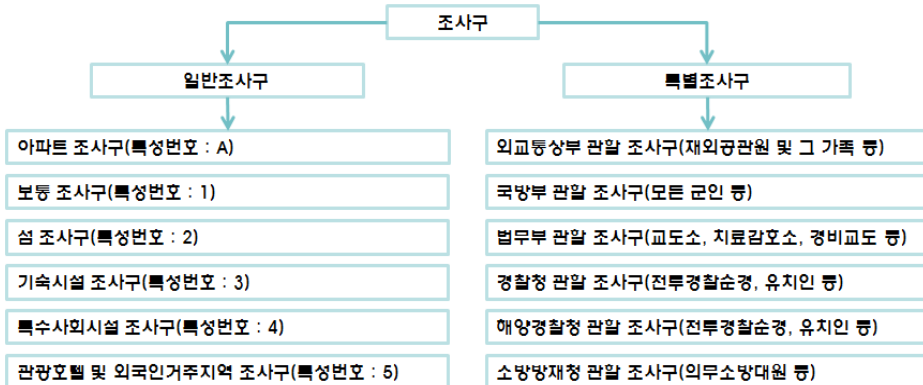 조사구
일반조사구
특별조사구
아파트 조사구(특성번호 : A)
보통 조사구(특성번호 : 1)
섬 조사구(특성번호 : 2)
기숙시설 조사구(특성번호 : 3)
특수사회시설 조사구(특성번호 : 4)
관광호텔 및 외국인거주지역 조사구(특성번호 : 5)
외교통상부 관할 조사구(재외공관원 및 그 가족 등)
국방부 관할 조사구(모든 군인 등)
법무부 관할 조사구(교도소, 치료감호소, 경비교도 등)
경찰청 관할 조사구(전투경찰순경, 유치인 등)
해양경찰청 관할 조사구(전투경찰순경, 유치인 등)
소방방재청 관할 조사구(의무소방대원 등)